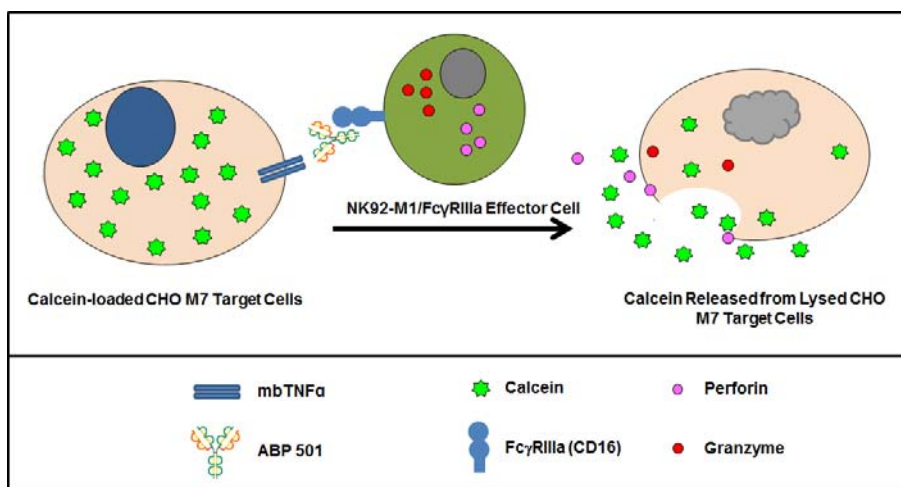 NK92-M1/FcγRIIIa Effector Cell
Calcein-loaded CHO M7 Target Cells
Calcein Released from Lysed CHO
M7 Target Cells
mbTNFα
Calcein
Perforin
ABP 501
FcγRIIIa (CD16)
Granzyme